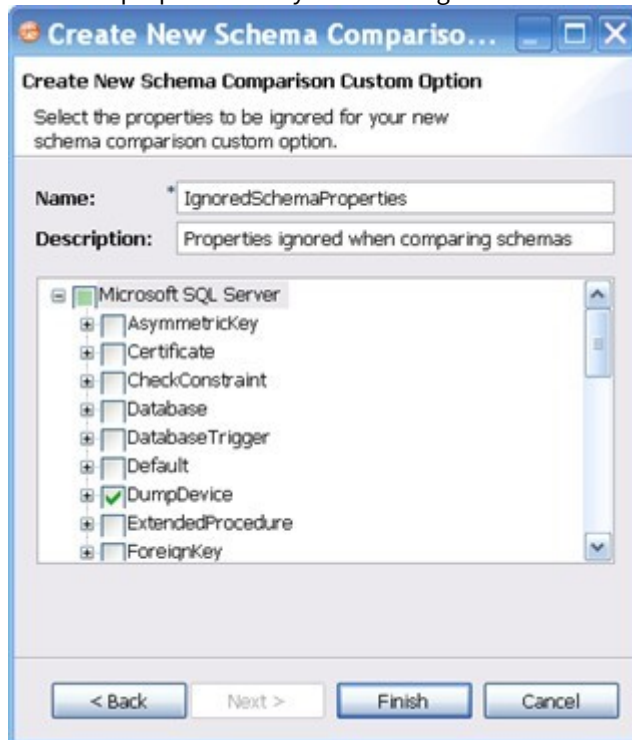 Create New Schema Compariso...
Create New Schema Comparison Custom Option
Select the properties to be ignored for your new
schema comparison custom option.
Name: * IgnoredSchemaProperties
Description: Properties ignored when comparing schemas
Microsoft SQL Server
AsymmetricKey
Certificate
CheckConstraint
Database
DatabaseTrigger
Default
DumpDevice
ExtendedProcedure
ForeignKey
< Back Next > Finish Cancel